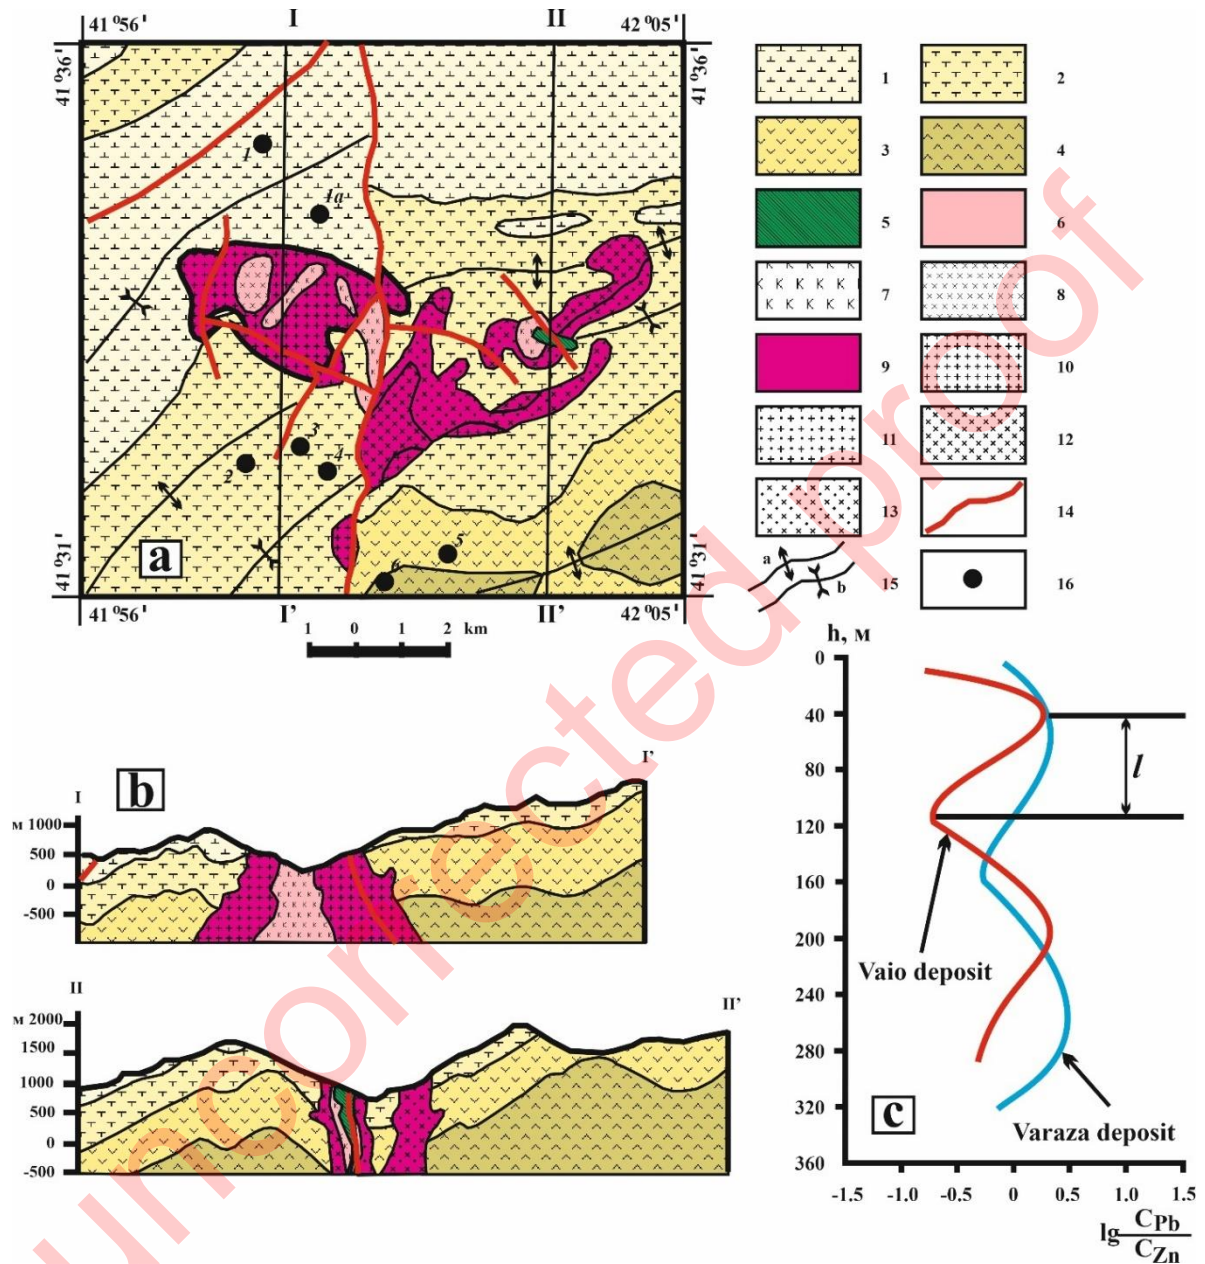 41 °56'
I
II
42 °05'
41 °36'
41 °36'
1
1a
2
3
4
5
6
a
41 °31'
41 °31'
41 °56'
I'
II'
42 °05'
1 0 1 2 km
1
2
3
4
5
6
7
8
9
10
11
12
13
14
a
b
15
16
b
I
I'
м 1000
500
0
-500
II
II'
м 2000
1500
1000
500
0
-500
h, м
0
40
80
120
160
200
240
280
320
360
l
Vaio deposit
Varaza deposit
c
-1.5 -1.0 -0.5 0 0.5 1.0 1.5
lg C Pb
C Zn
uncorrected proof